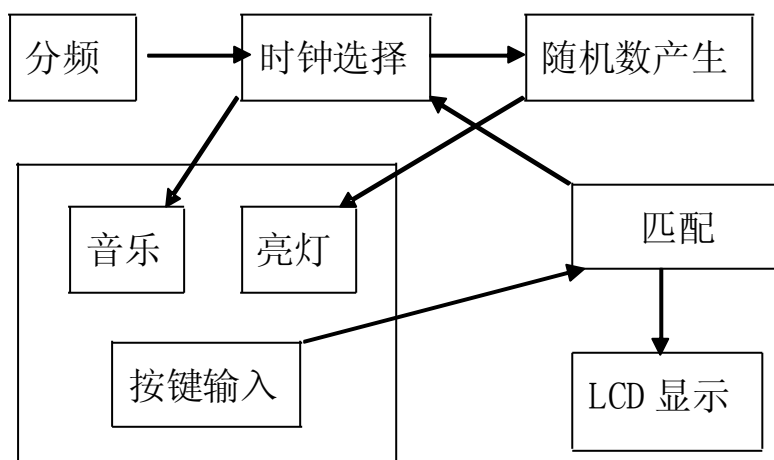 分频
时钟选择
随机数产生
音乐
亮灯
匹配
按键输入
LCD 显示